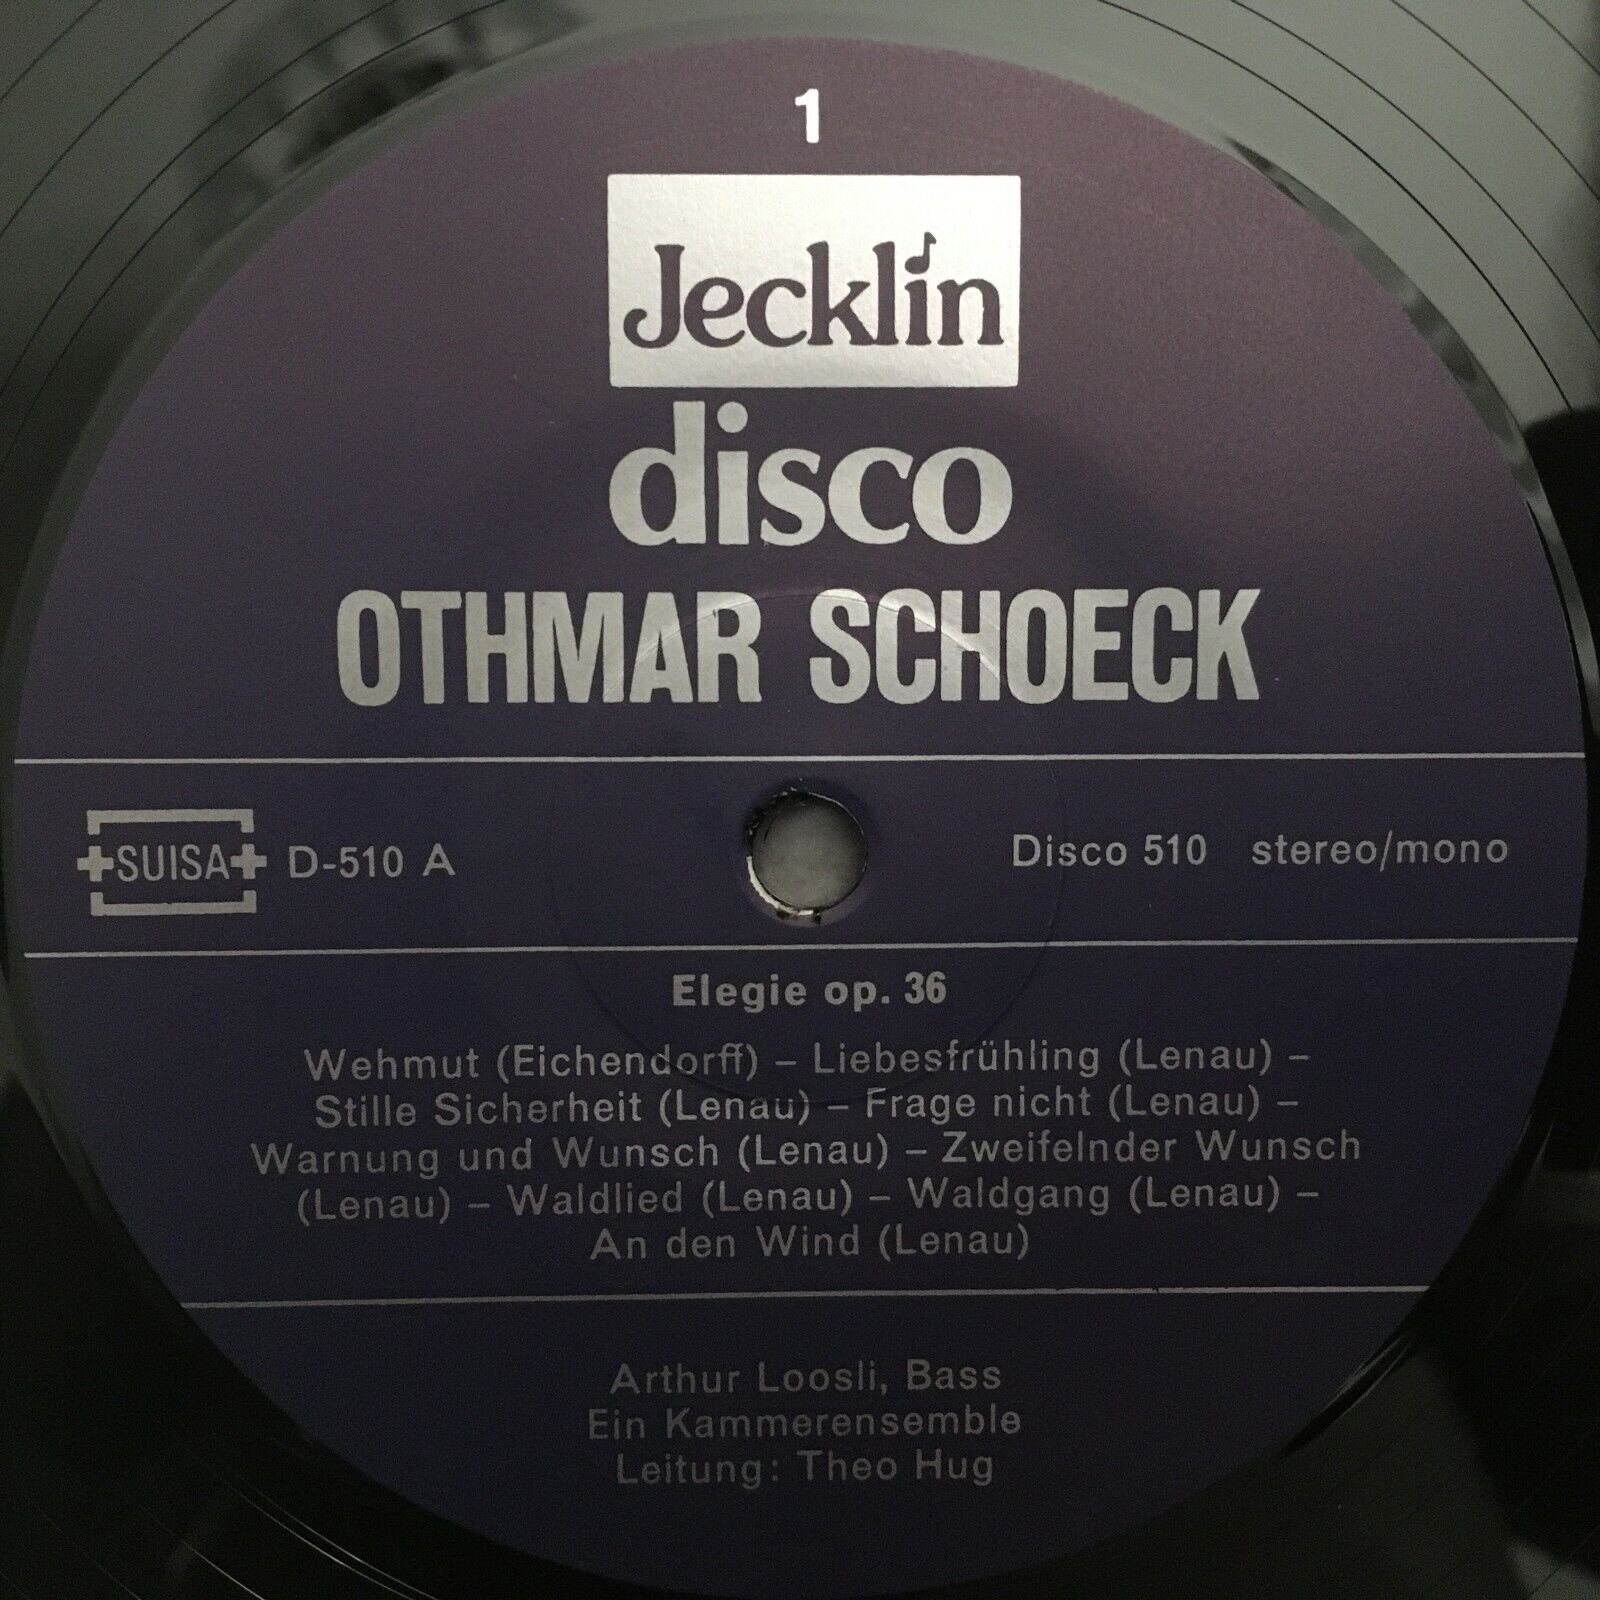 1
Jecklin
disco
OTHMAR SCHOECK
+SUISA+ D-510 A
Disco 510 stereo/mono
Elegie op. 36
Wehmut (Eichendorff) – Liebesfrühling (Lenau) –
Stille Sicherheit (Lenau) – Frage nicht (Lenau) –
Warnung und Wunsch (Lenau) – Zweifelnder Wunsch
(Lenau) – Waldlied (Lenau) – Waldgang (Lenau) –
An den Wind (Lenau)
Arthur Loosli, Bass
Ein Kammerensemble
Leitung: Theo Hug